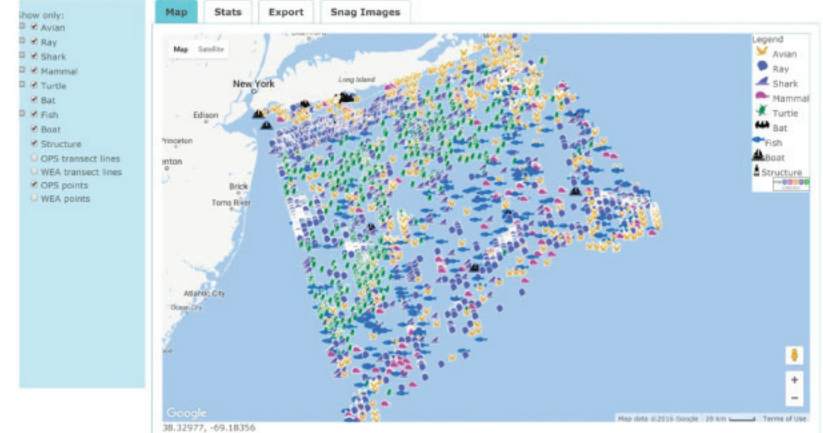 Show only:
Avian
Ray
Shark
Mammal
Turtle
Bat
Fish
Boat
Structure
OPS transect lines
WEA transect lines
OPS points
WEA points
Map
Stats
Export
Snag Images
Map
Satellite
New York
Long Island
Edison
Princeton
Brick
Toms River
Atlantic City
Ocean City
Legend
Avian
Ray
Shark
Mammal
Turtle
Bat
Fish
Boat
Structure
Google
Map data ©2016 Google
20 km
Terms of Use
38.32977, -69.18356